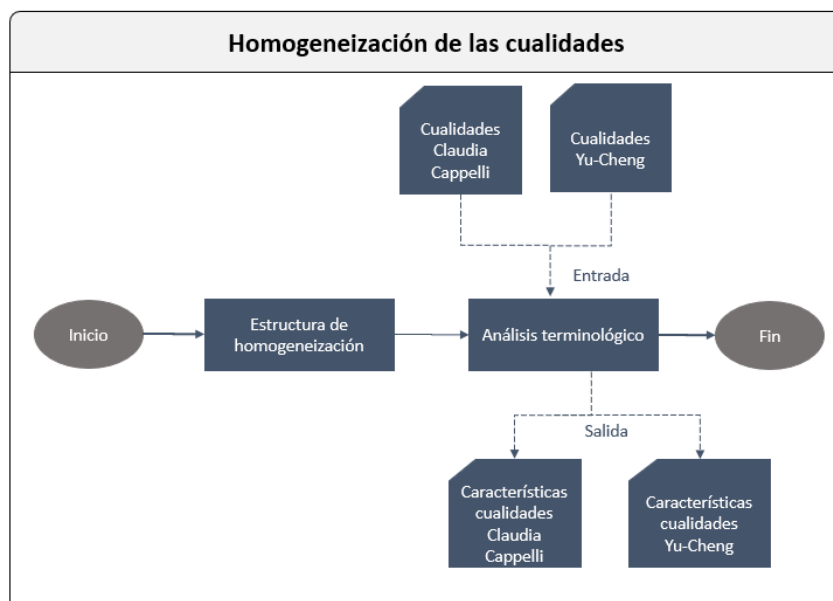 Homogeneización de las cualidades
Cualidades
Claudia
Cappelli
Cualidades
Yu-Cheng
Entrada
Inicio
Estructura de
homogeneización
Análisis terminológico
Fin
Salida
Características
cualidades
Claudia
Cappelli
Características
cualidades
Yu-Cheng